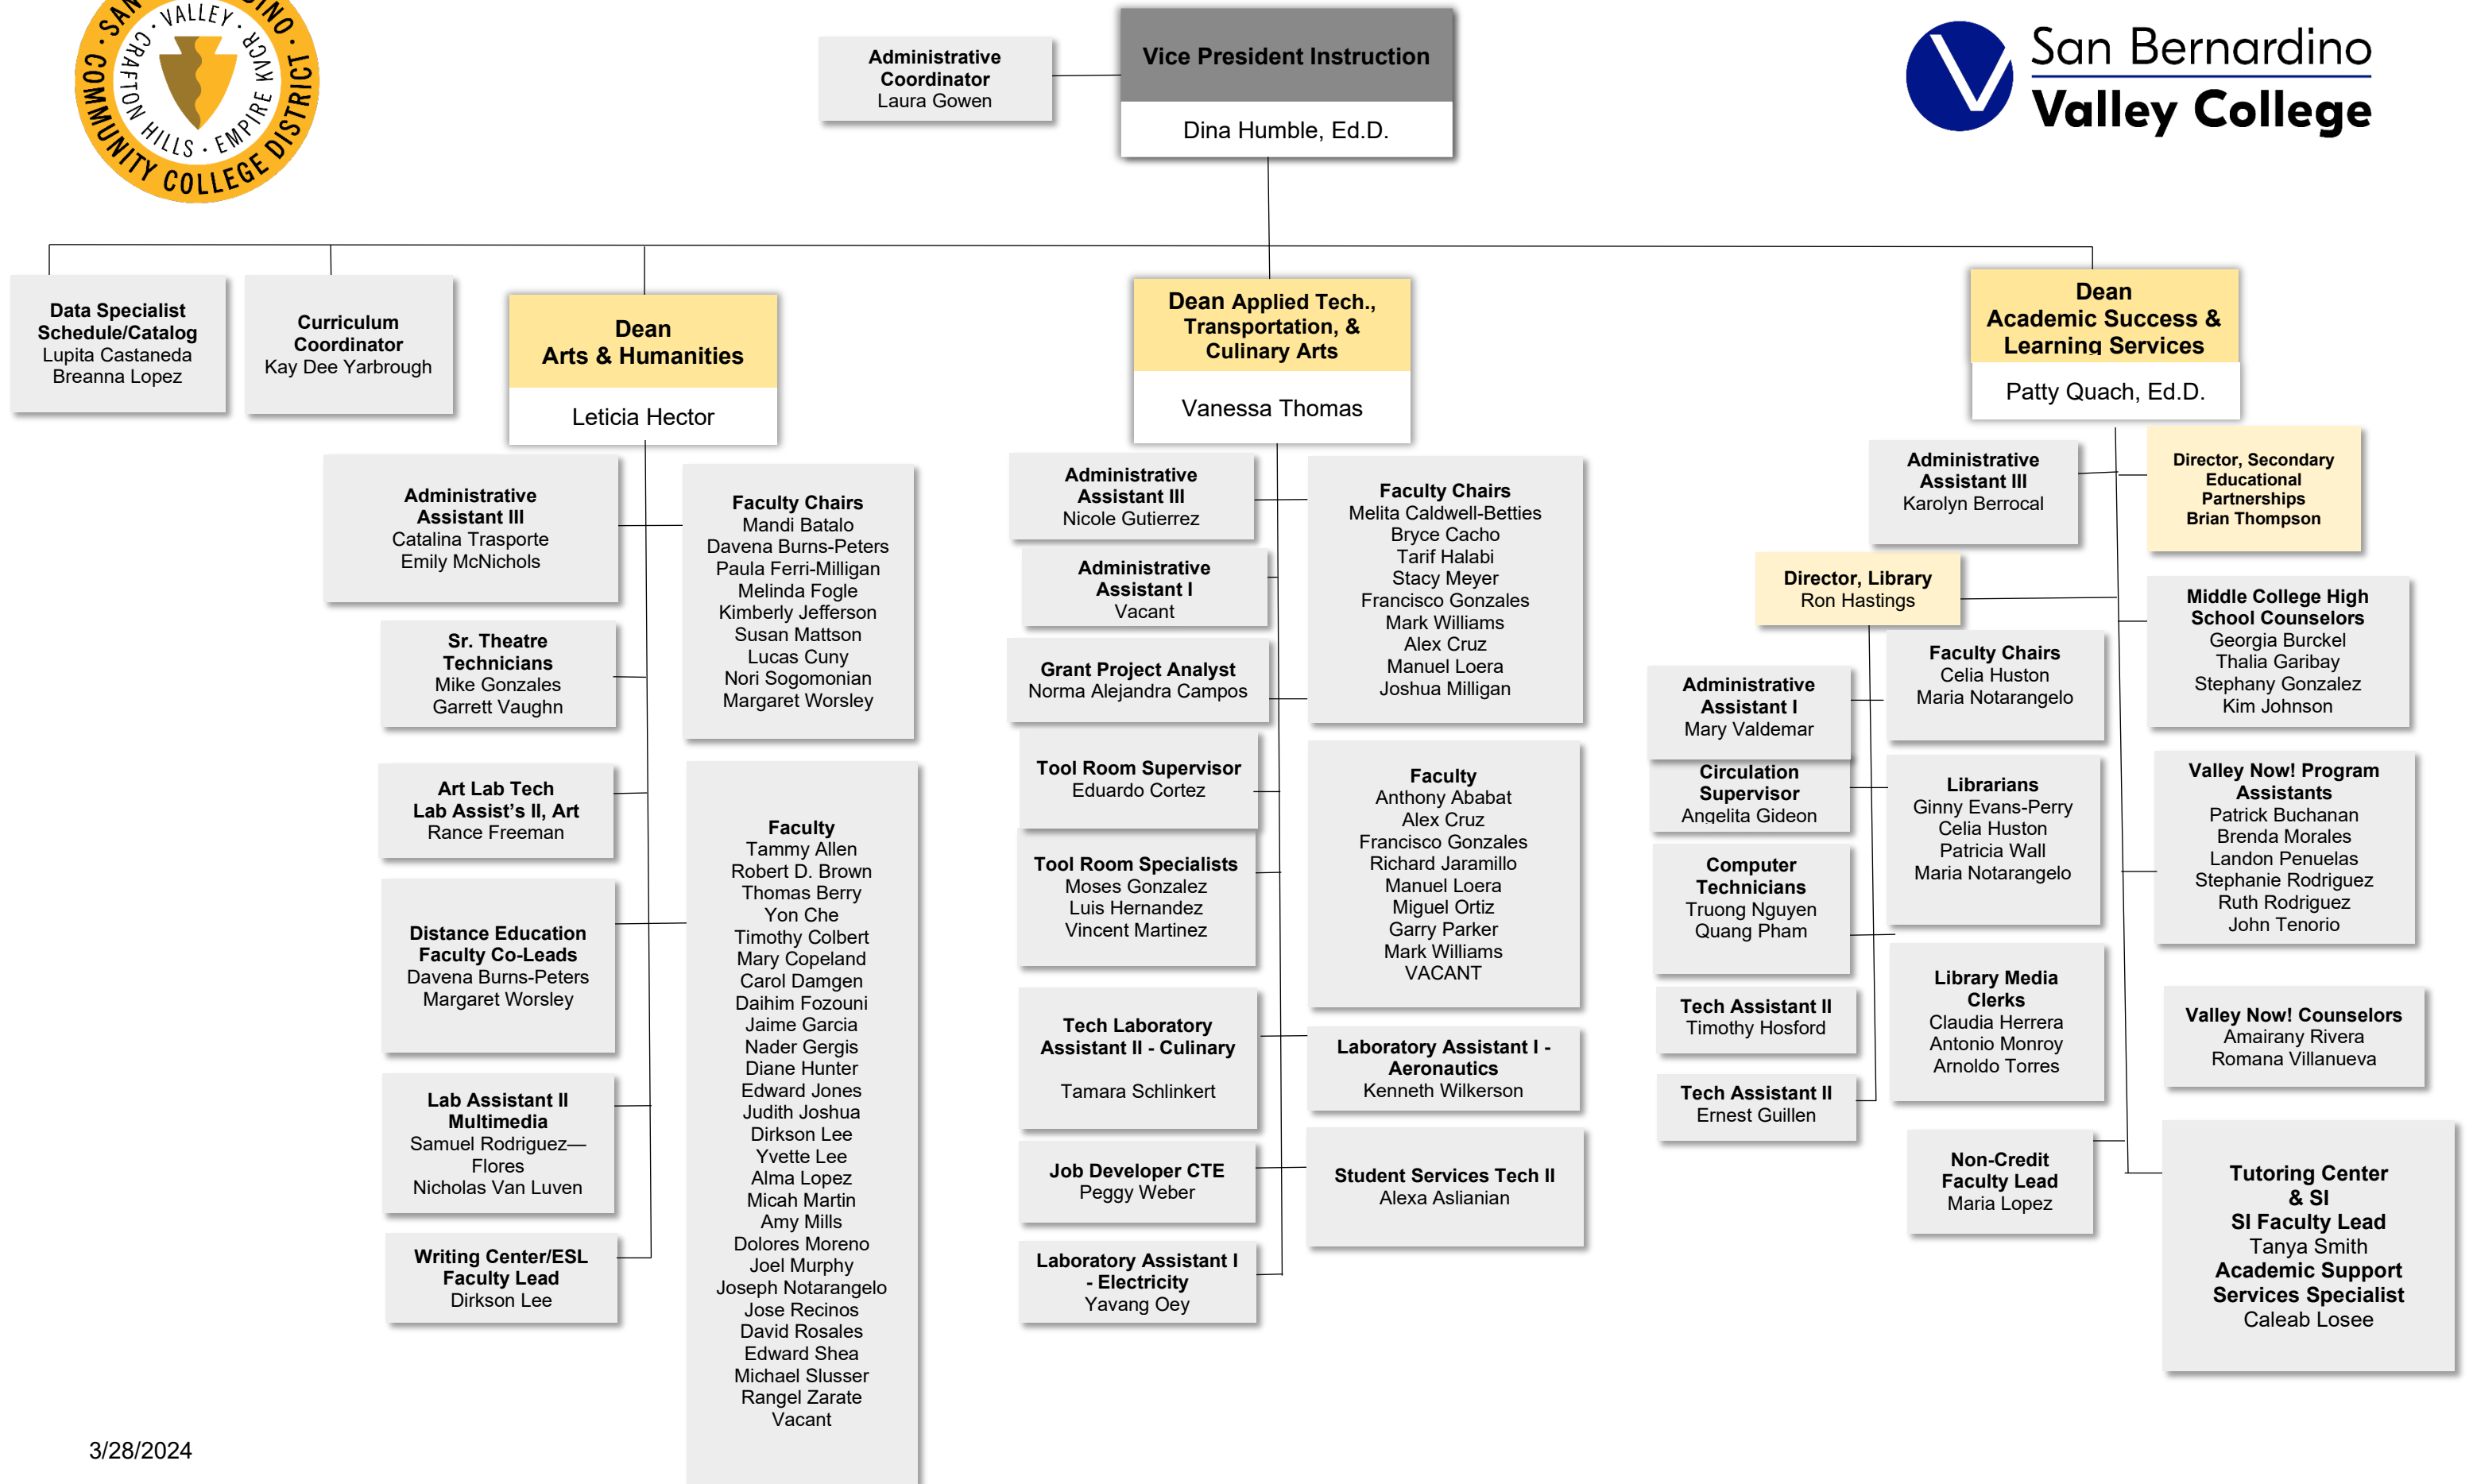 VALLEY · KVCR · EMPIRE · CRAFTON HILLS
COMMUNITY COLLEGE DISTRICT
Administrative
Coordinator
Laura Gowen
Vice President Instruction
Dina Humble, Ed.D.
San Bernardino
Valley College
Data Specialist
Schedule/Catalog
Lupita Castaneda
Breanna Lopez
Curriculum
Coordinator
Kay Dee Yarbrough
Dean
Arts & Humanities
Leticia Hector
Administrative
Assistant III
Catalina Trasporte
Emily McNichols
Sr. Theatre
Technicians
Mike Gonzales
Garrett Vaughn
Art Lab Tech
Lab Assist’s II, Art
Rance Freeman
Distance Education
Faculty Co-Leads
Davena Burns-Peters
Margaret Worsley
Lab Assistant II
Multimedia
Samuel Rodriguez—
Flores
Nicholas Van Luven
Writing Center/ESL
Faculty Lead
Dirkson Lee
Faculty Chairs
Mandi Batalo
Davena Burns-Peters
Paula Ferri-Milligan
Melinda Fogle
Kimberly Jefferson
Susan Mattson
Lucas Cuny
Nori Sogomonian
Margaret Worsley
Faculty
Tammy Allen
Robert D. Brown
Thomas Berry
Yon Che
Timothy Colbert
Mary Copeland
Carol Damgen
Daihim Fozouni
Jaime Garcia
Nader Gergis
Diane Hunter
Edward Jones
Judith Joshua
Dirkson Lee
Yvette Lee
Alma Lopez
Micah Martin
Amy Mills
Dolores Moreno
Joel Murphy
Joseph Notarangelo
Jose Recinos
David Rosales
Edward Shea
Michael Slusser
Rangel Zarate
Vacant
Dean Applied Tech.,
Transportation, &
Culinary Arts
Vanessa Thomas
Administrative
Assistant III
Nicole Gutierrez
Administrative
Assistant I
Vacant
Grant Project Analyst
Norma Alejandra Campos
Tool Room Supervisor
Eduardo Cortez
Tool Room Specialists
Moses Gonzalez
Luis Hernandez
Vincent Martinez
Tech Laboratory
Assistant II - Culinary
Tamara Schlinkert
Job Developer CTE
Peggy Weber
Laboratory Assistant I
- Electricity
Yavang Oey
Faculty Chairs
Melita Caldwell-Betties
Bryce Cacho
Tarif Halabi
Stacy Meyer
Francisco Gonzales
Mark Williams
Alex Cruz
Manuel Loera
Joshua Milligan
Faculty
Anthony Ababat
Alex Cruz
Francisco Gonzales
Richard Jaramillo
Manuel Loera
Miguel Ortiz
Garry Parker
Mark Williams
VACANT
Laboratory Assistant I -
Aeronautics
Kenneth Wilkerson
Student Services Tech II
Alexa Aslianian
Dean
Academic Success &
Learning Services
Patty Quach, Ed.D.
Administrative
Assistant III
Karolyn Berrocal
Director, Secondary
Educational
Partnerships
Brian Thompson
Director, Library
Ron Hastings
Administrative
Assistant I
Mary Valdemar
Circulation
Supervisor
Angelita Gideon
Computer
Technicians
Truong Nguyen
Quang Pham
Tech Assistant II
Timothy Hosford
Tech Assistant II
Ernest Guillen
Faculty Chairs
Celia Huston
Maria Notarangelo
Librarians
Ginny Evans-Perry
Celia Huston
Patricia Wall
Maria Notarangelo
Library Media
Clerks
Claudia Herrera
Antonio Monroy
Arnoldo Torres
Non-Credit
Faculty Lead
Maria Lopez
Middle College High
School Counselors
Georgia Burckel
Thalia Garibay
Stephany Gonzalez
Kim Johnson
Valley Now! Program
Assistants
Patrick Buchanan
Brenda Morales
Landon Penuelas
Stephanie Rodriguez
Ruth Rodriguez
John Tenorio
Valley Now! Counselors
Amairany Rivera
Romana Villanueva
Tutoring Center
& SI
SI Faculty Lead
Tanya Smith
Academic Support
Services Specialist
Caleab Losee
3/28/2024